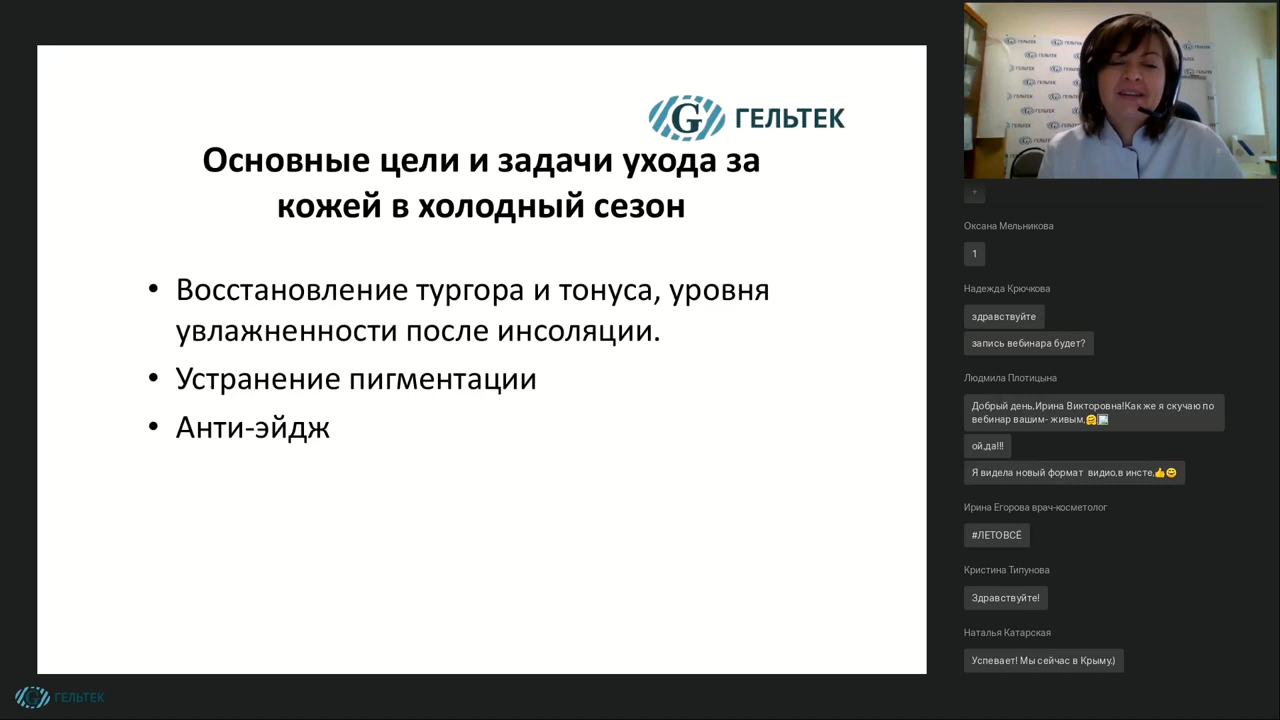 ГЕЛЬТЕК
Основные цели и задачи ухода за
кожей в холодный сезон
• Восстановление тургора и тонуса, уровня
увлажненности после инсоляции.
• Устранение пигментации
• Анти-эйдж
ГЕЛЬТЕК
+
Оксана Мельникова
1
Надежда Крючкова
здравствуйте
запись вебинара будет?
Людмила Плотицына
Добрый день,Ирина Викторовна!Как же я скучаю по
вебинар вашим- живым,🤗
ой,да!!!
Я видела новый формат видио,в инсте,👍😊
Ирина Егорова врач-косметолог
#ЛЕТОВСЁ
Кристина Типунова
Здравствуйте!
Наталья Катарская
Успевает! Мы сейчас в Крыму.)